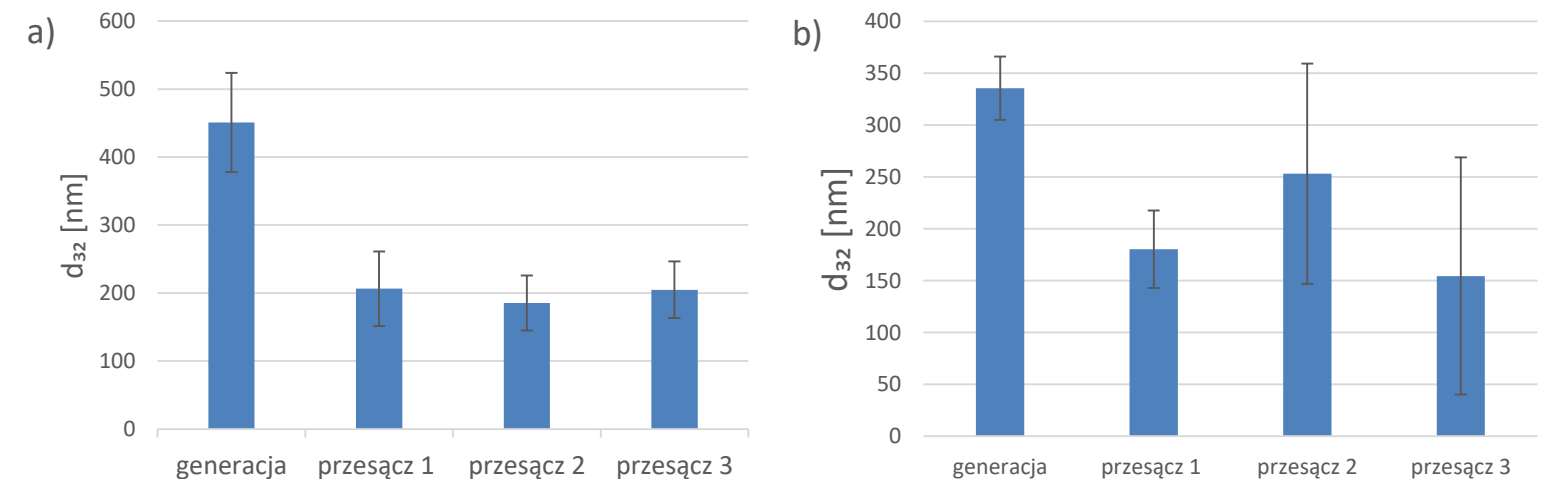 a)
600
500
400
300
200
100
0
d₃₂ [nm]
generacja przesącz 1 przesącz 2 przesącz 3
b)
400
350
300
250
200
150
100
50
0
d₃₂ [nm]
generacja przesącz 1 przesącz 2 przesącz 3